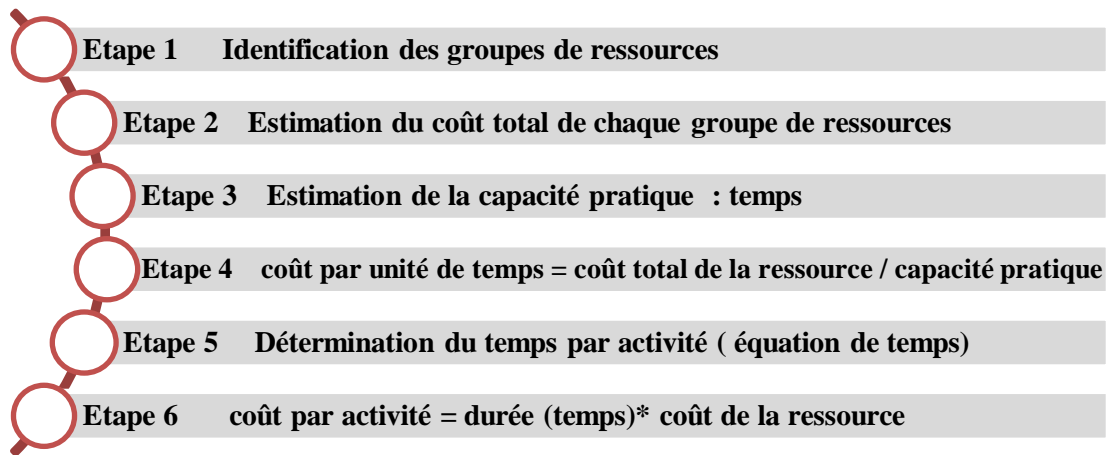 Etape 1 Identification des groupes de ressources
Etape 2 Estimation du coût total de chaque groupe de ressources
Etape 3 Estimation de la capacité pratique : temps
Etape 4 coût par unité de temps = coût total de la ressource / capacité pratique
Etape 5 Détermination du temps par activité ( équation de temps)
Etape 6 coût par activité = durée (temps)* coût de la ressource